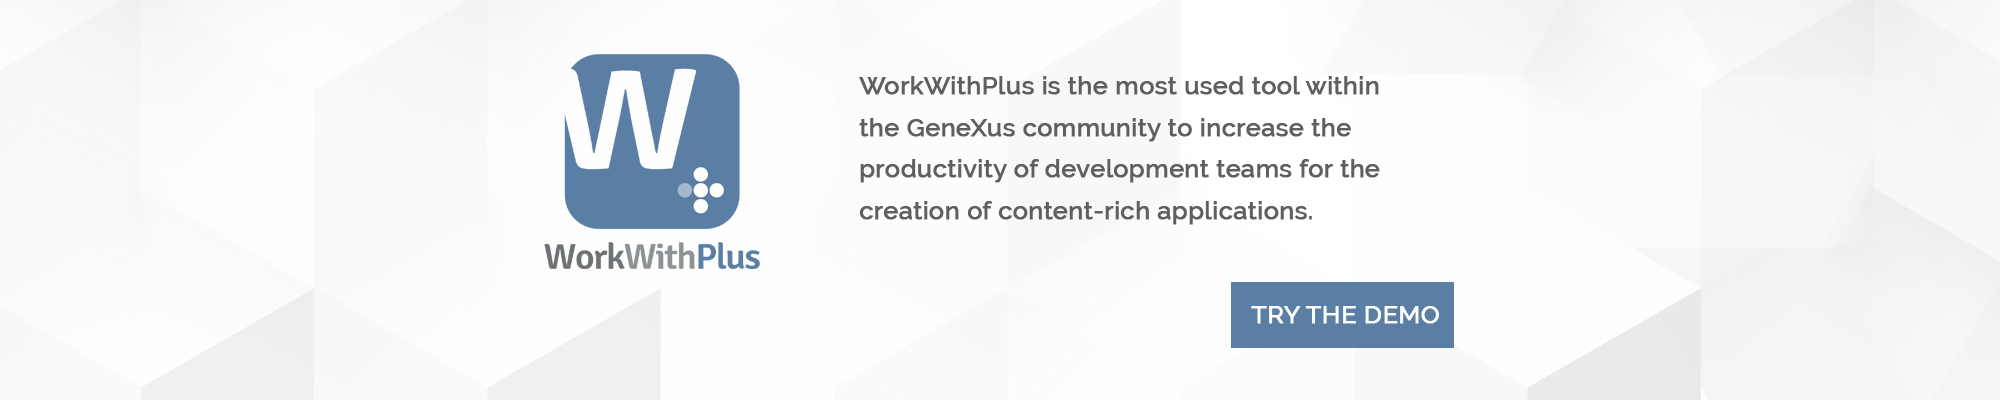 W
WorkWithPlus
WorkWithPlus is the most used tool within
the GeneXus community to increase the
productivity of development teams for the
creation of content-rich applications.
TRY THE DEMO